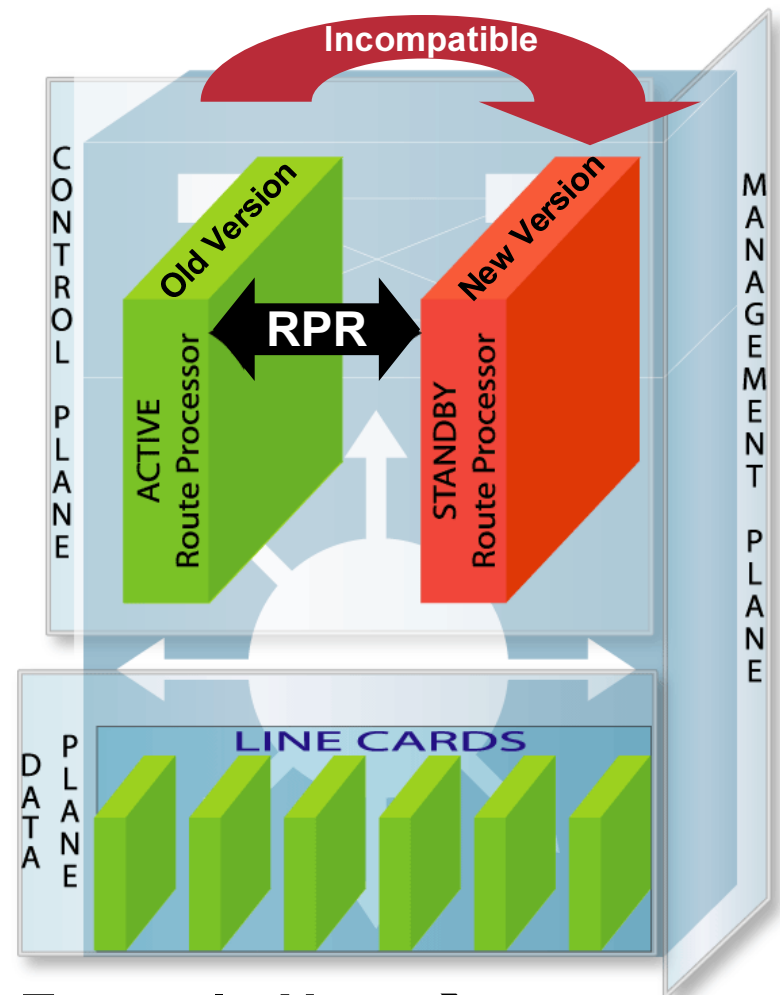 Incompatible
CONTROL PLANE
Old Version
New Version
RPR
ACTIVE
Route Processor
STANDBY
Route Processor
MANAGEMENT PLANE
LINE CARDS
DATA PLANE